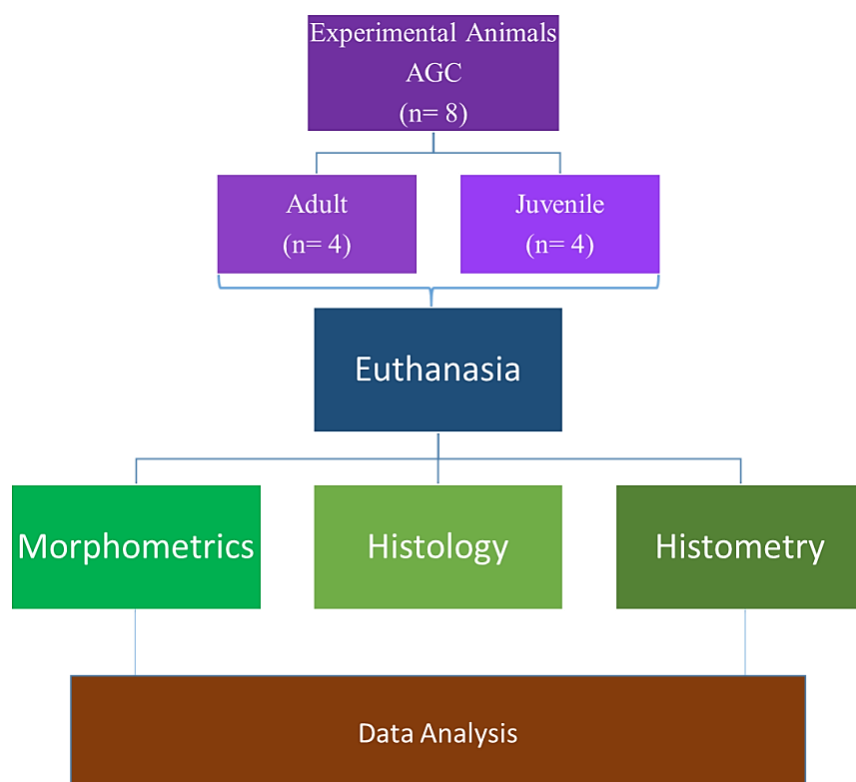 Experimental Animals
AGC
(n= 8)
Adult
(n= 4)
Juvenile
(n= 4)
Euthanasia
Morphometrics
Histology
Histometry
Data Analysis